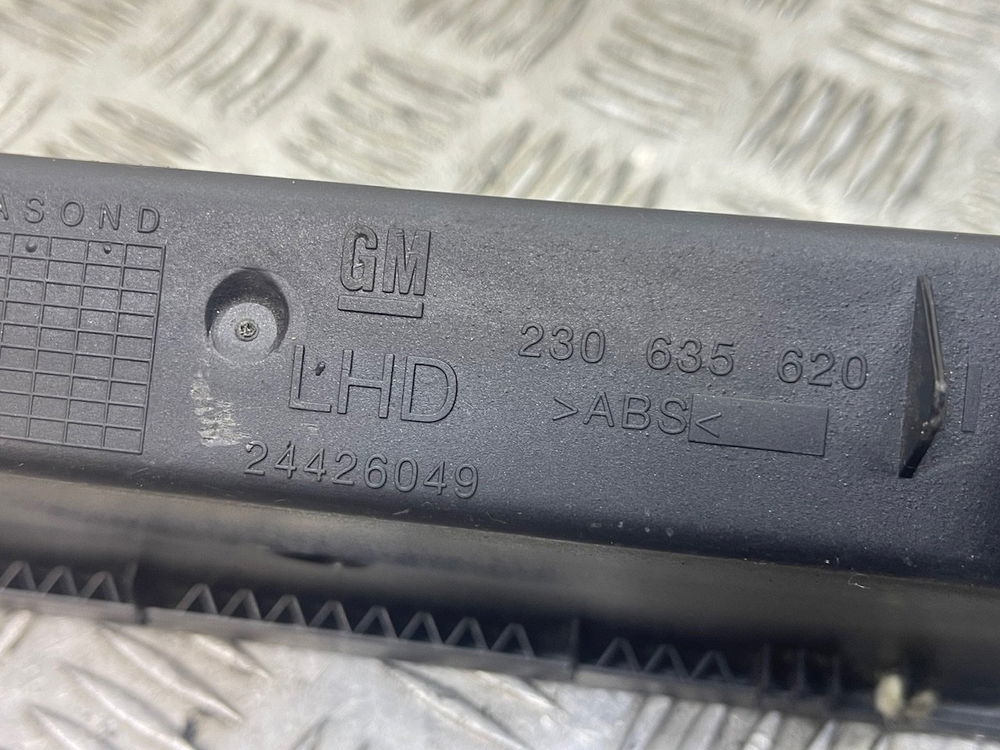 ASOND
GM
LHD
24426049
230 635 620
>ABS<